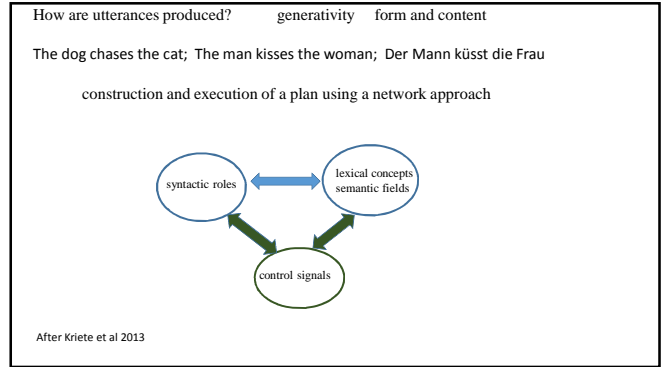 How are utterances produced? generativity form and content
The dog chases the cat; The man kisses the woman; Der Mann küsst die Frau
construction and execution of a plan using a network approach
syntactic roles
lexical concepts
semantic fields
control signals
After Kriete et al 2013